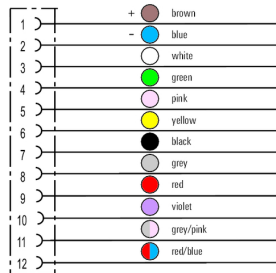 + brown
1
- blue
2
white
3
green
4
pink
5
yellow
6
black
7
grey
8
red
9
violet
10
grey/pink
11
red/blue
12